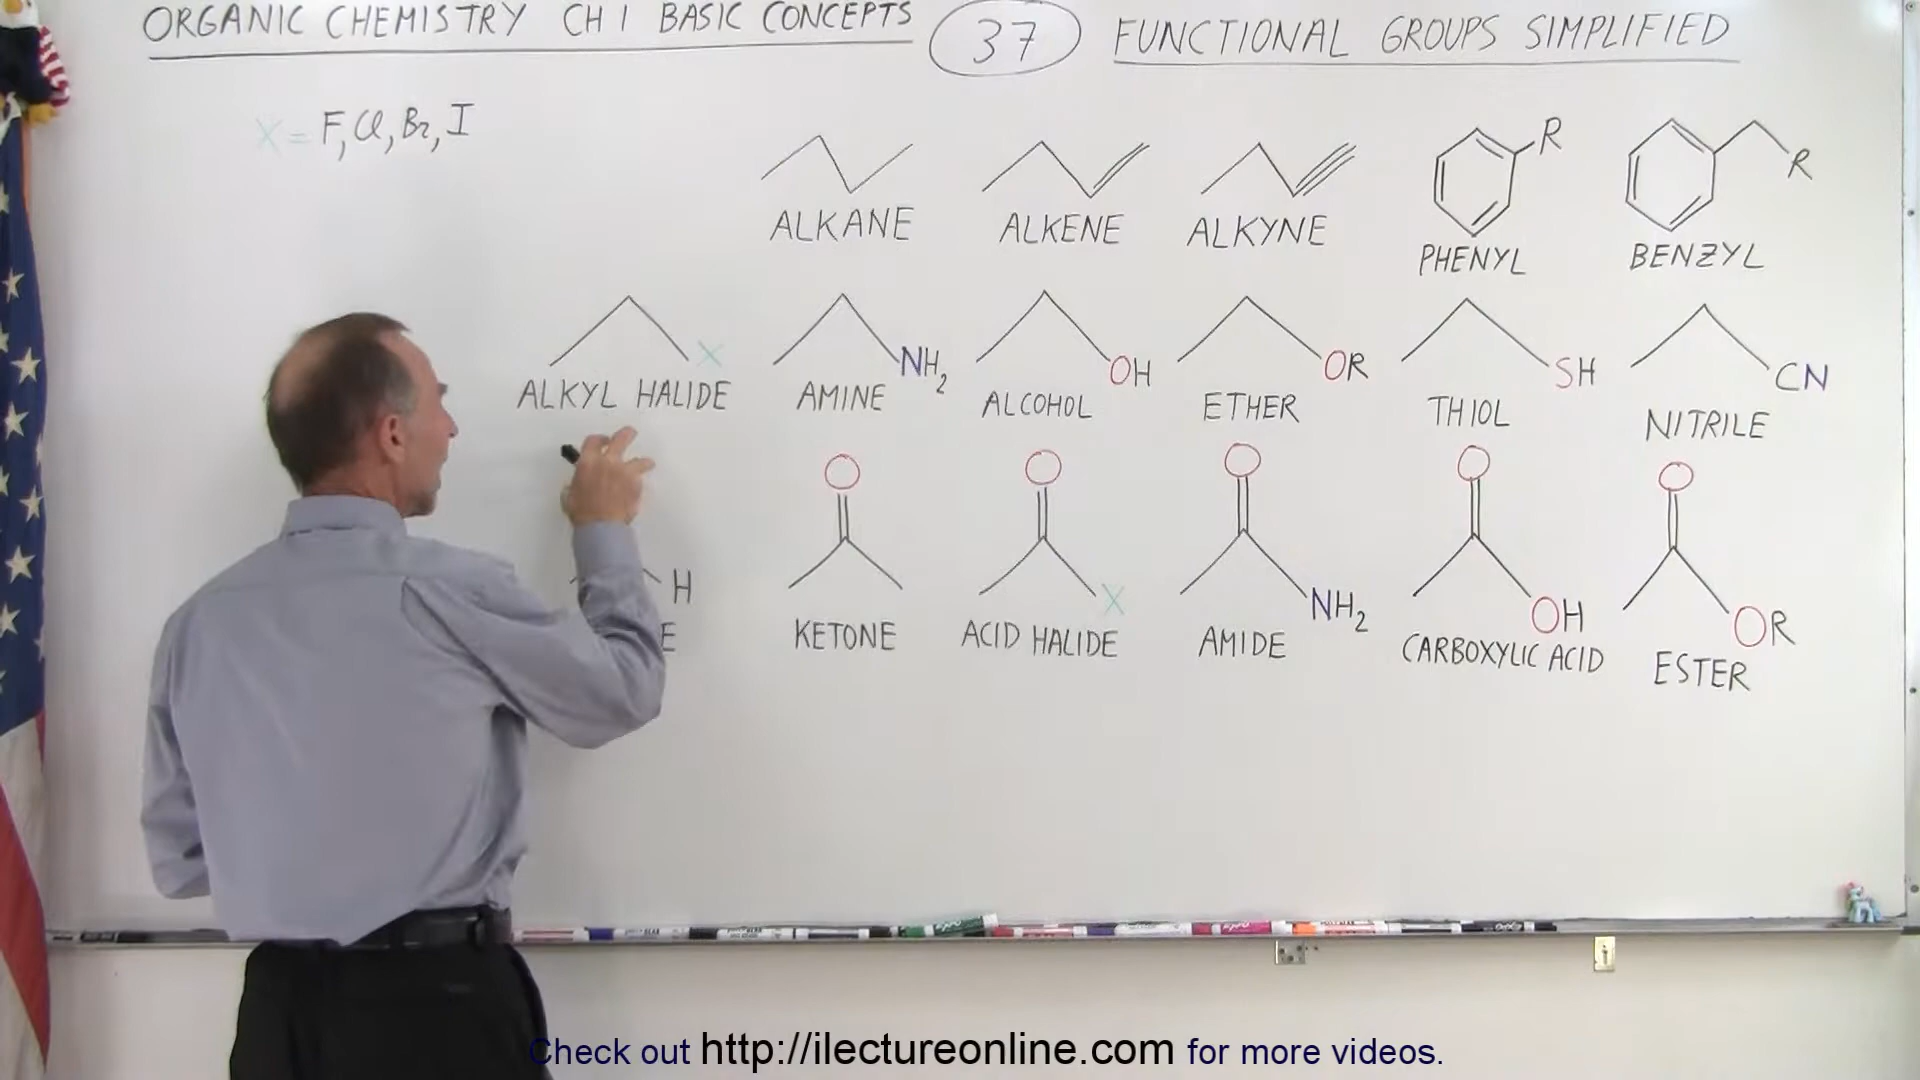 ORGANIC CHEMISTRY CH 1 BASIC CONCEPTS 37 FUNCTIONAL GROUPS SIMPLIFIED
X = F, Cl, Br, I
R
R
ALKANE ALKENE ALKYNE PHENYL BENZYL
X NH₂ OH OR SH CN
ALKYL HALIDE AMINE ALCOHOL ETHER THIOL NITRILE
O O O O O
H X NH₂ OH OR
E KETONE ACID HALIDE AMIDE CARBOXYLIC ACID ESTER
Check out http://ilectureonline.com for more videos.